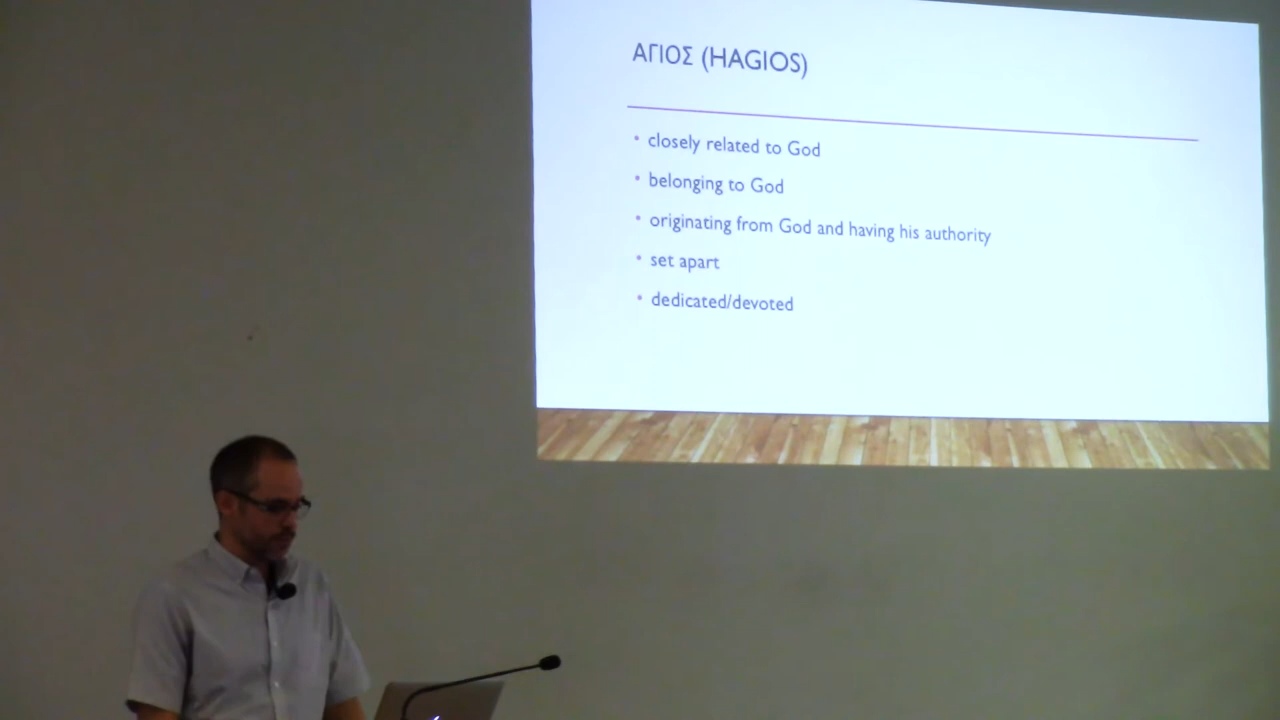 ΑΓΙΟΣ (HAGIOS)
• closely related to God
• belonging to God
• originating from God and having his authority
• set apart
• dedicated/devoted